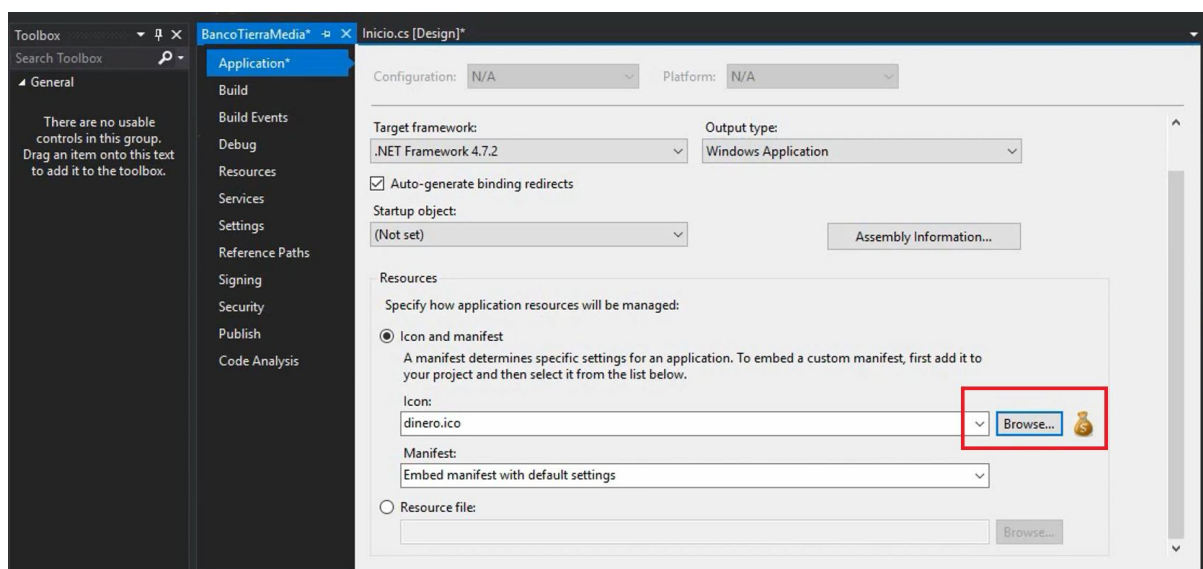 Toolbox
Search Toolbox
General
There are no usable
controls in this group.
Drag an item onto this text
to add it to the toolbox.
BancoTierraMedia*
Inicio.cs [Design]*
Application*
Build
Build Events
Debug
Resources
Services
Settings
Reference Paths
Signing
Security
Publish
Code Analysis
Configuration: N/A Platform: N/A
Target framework: Output type:
.NET Framework 4.7.2 Windows Application
Auto-generate binding redirects
Startup object:
(Not set) Assembly Information...
Resources
Specify how application resources will be managed:
Icon and manifest
A manifest determines specific settings for an application. To embed a custom manifest, first add it to
your project and then select it from the list below.
Icon:
dinero.ico Browse...
Manifest:
Embed manifest with default settings
Resource file:
Browse...